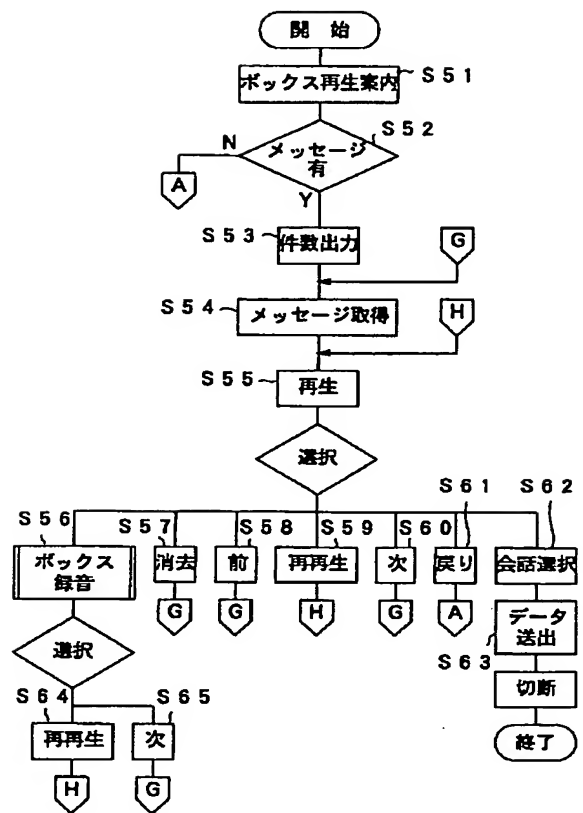 開 始
S51
ボックス再生案内
S52
N
メッセージ
有
A
Y
S53
件数出力
G
S54
メッセージ取得
H
S55
再生
選択
S61
S62
S56
S57
S58
S59
S60
ボックス
録音
消去
前
再再生
次
戻り
会話選択
G
G
H
G
A
データ
送出
S63
選択
切断
S64
S65
再再生
次
終了
H
G